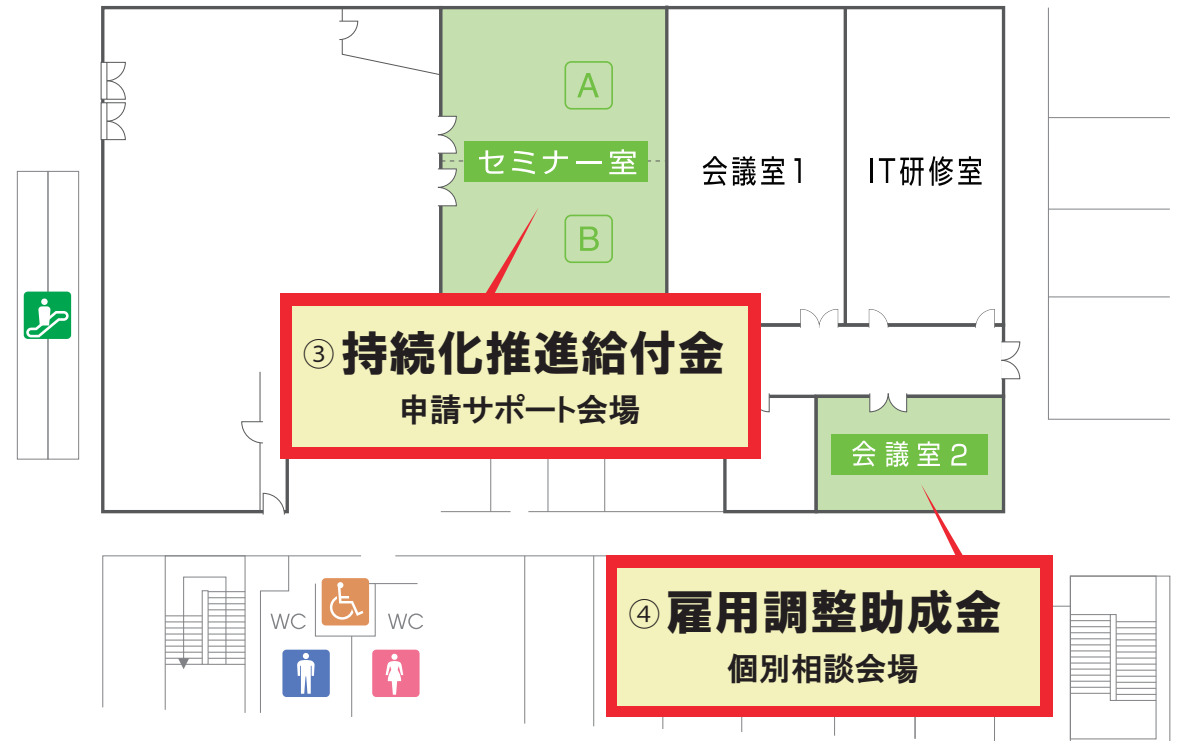 A
セミナー室
B
会議室1
IT研修室
③持続化推進給付金
申請サポート会場
会議室2
④雇用調整助成金
個別相談会場
WC
WC